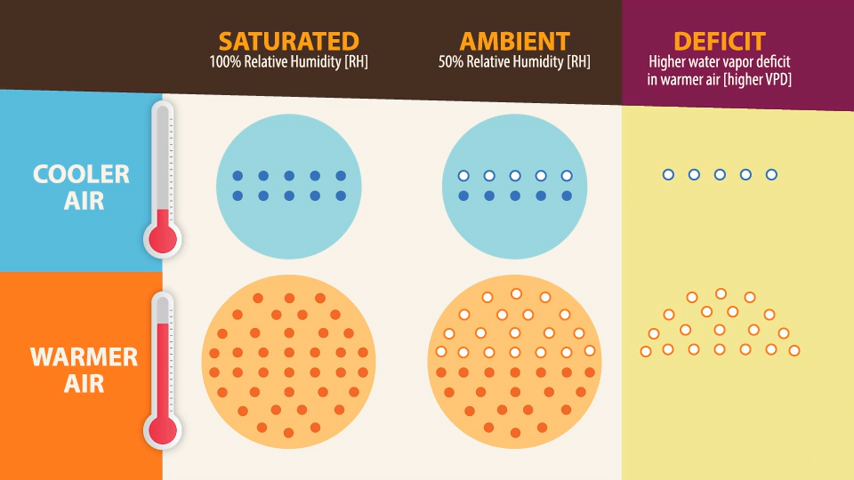 SATURATED
100% Relative Humidity [RH]
AMBIENT
50% Relative Humidity [RH]
DEFICIT
Higher water vapor deficit
in warmer air [higher VPD]
COOLER
AIR
WARMER
AIR